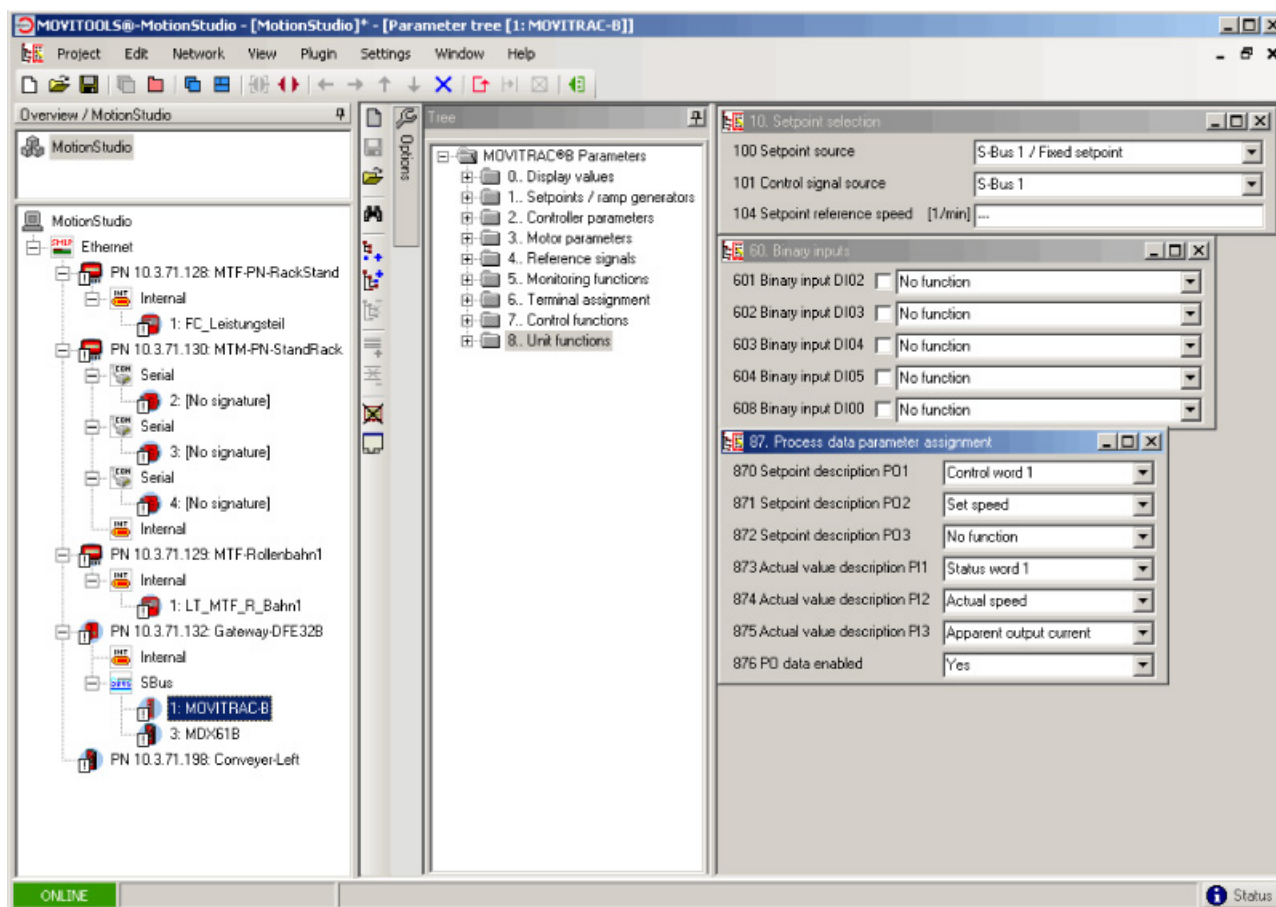 MOVITOOLS®-MotionStudio - [MotionStudio]* - [Parameter tree [1: MOVITRAC-B]]
Project Edit Network View Plugin Settings Window Help
Overview / MotionStudio
MotionStudio
MotionStudio
Ethernet
PN 10.3.71.128: MTF-PN-RackStand
Internal
1: FC_Leistungsteil
PN 10.3.71.130: MTM-PN-StandRack
Serial
2: [No signature]
Serial
3: [No signature]
Serial
4: [No signature]
Internal
PN 10.3.71.129: MTF-Rollenbahn1
Internal
1: LT_MTF_R_Bahn1
PN 10.3.71.132: Gateway-DFE32B
Internal
SBus
1: MOVITRAC-B
3: MDX61B
PN 10.3.71.198: Conveyer-Left
Options
Tree
MOVITRAC®B Parameters
0.. Display values
1.. Setpoints / ramp generators
2.. Controller parameters
3.. Motor parameters
4.. Reference signals
5.. Monitoring functions
6.. Terminal assignment
7.. Control functions
8.. Unit functions
10. Setpoint selection
100 Setpoint source S-Bus 1 / Fixed setpoint
101 Control signal source S-Bus 1
104 Setpoint reference speed [1/min] ---
60. Binary inputs
601 Binary input DI02 No function
602 Binary input DI03 No function
603 Binary input DI04 No function
604 Binary input DI05 No function
608 Binary input DI00 No function
87. Process data parameter assignment
870 Setpoint description PO1 Control word 1
871 Setpoint description PO2 Set speed
872 Setpoint description PO3 No function
873 Actual value description PI1 Status word 1
874 Actual value description PI2 Actual speed
875 Actual value description PI3 Apparent output current
876 PO data enabled Yes
ONLINE
Status